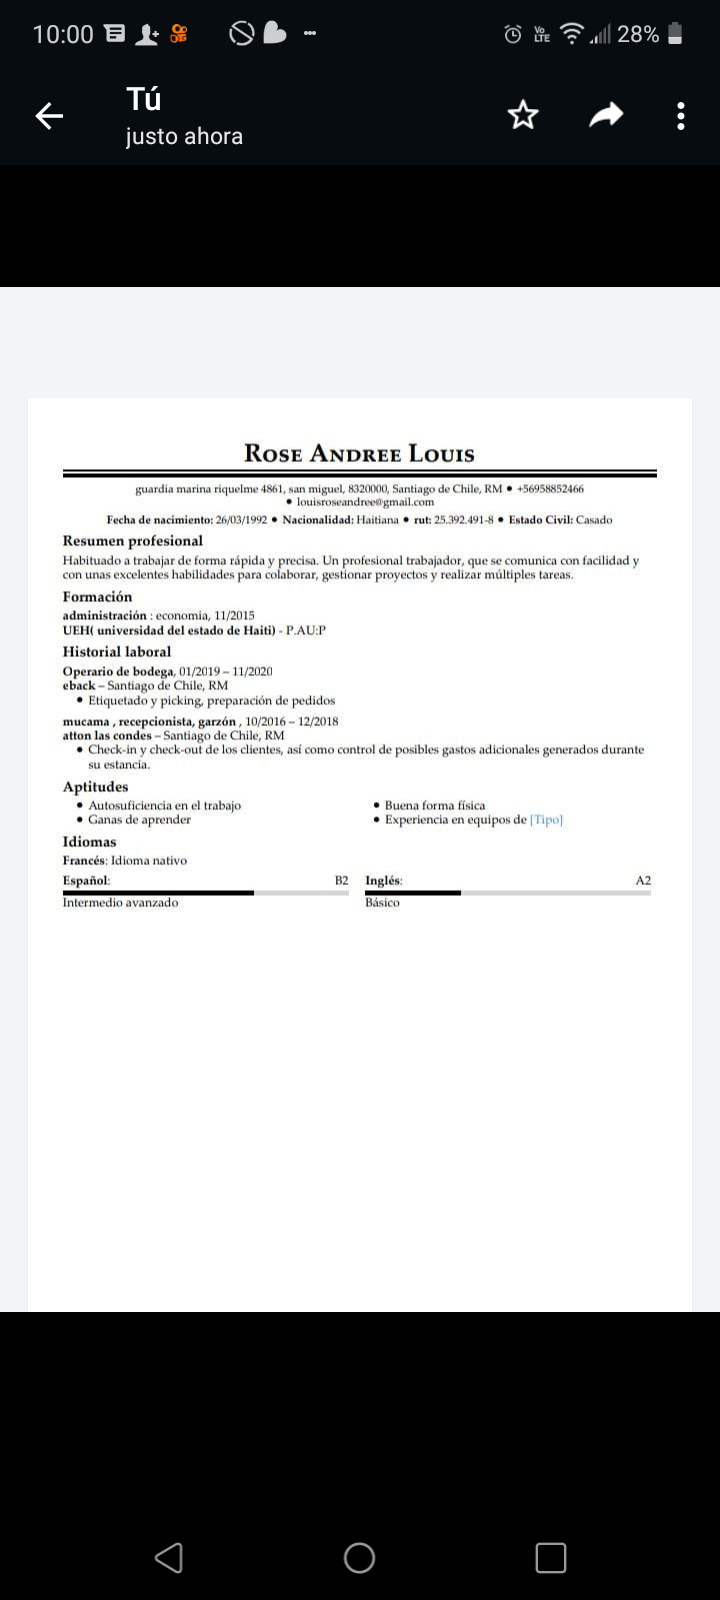 10:00 28%
Tú
justo ahora
Rose Andree Louis
guardia marina riquelme 4861, san miguel, 8320000, Santiago de Chile, RM • +56958852466
• louisroseandree@gmail.com
Fecha de nacimiento: 26/03/1992 • Nacionalidad: Haitiana • rut: 25.392.491-8 • Estado Civil: Casado
Resumen profesional
Habituado a trabajar de forma rápida y precisa. Un profesional trabajador, que se comunica con facilidad y
con unas excelentes habilidades para colaborar, gestionar proyectos y realizar múltiples tareas.
Formación
administración : economia, 11/2015
UEH( universidad del estado de Haiti) - P.AU:P
Historial laboral
Operario de bodega, 01/2019 – 11/2020
eback – Santiago de Chile, RM
• Etiquetado y picking, preparación de pedidos
mucama , recepcionista, garzón , 10/2016 – 12/2018
atton las condes – Santiago de Chile, RM
• Check-in y check-out de los clientes, así como control de posibles gastos adicionales generados durante
su estancia.
Aptitudes
• Autosuficiencia en el trabajo
• Ganas de aprender
• Buena forma física
• Experiencia en equipos de [Tipo]
Idiomas
Francés: Idioma nativo
Español: B2
Intermedio avanzado
Inglés: A2
Básico